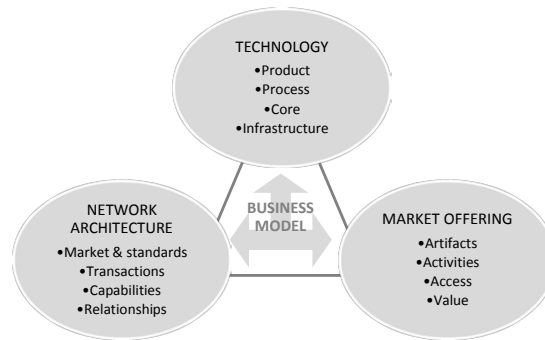 TECHNOLOGY
•Product
•Process
•Core
•Infrastructure
BUSINESS
MODEL
NETWORK
ARCHITECTURE
•Market & standards
•Transactions
•Capabilities
•Relationships
MARKET OFFERING
•Artifacts
•Activities
•Access
•Value